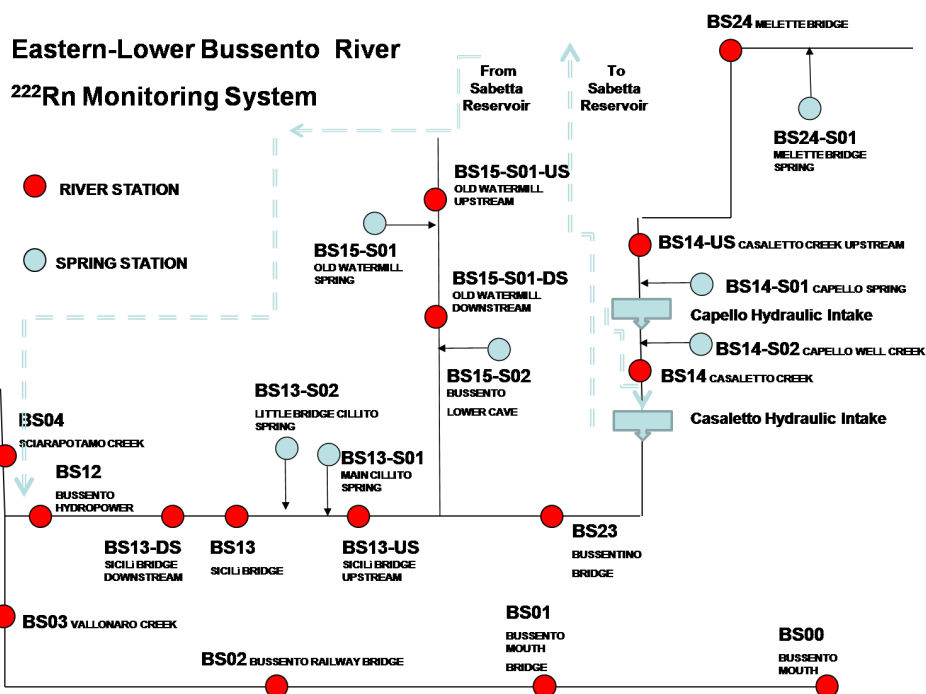 Eastern-Lower Bussento River
²²²Rn Monitoring System
RIVER STATION
SPRING STATION
From
Sabetta
Reservoir
To
Sabetta
Reservoir
BS24 MELETTE BRIDGE
BS24-S01
MELETTE BRIDGE
SPRING
BS15-S01-US
OLD WATERMILL
UPSTREAM
BS15-S01
OLD WATERMILL
SPRING
BS15-S01-DS
OLD WATERMILL
DOWNSTREAM
BS14-US CASALETTO CREEK UPSTREAM
BS14-S01 CAPELLO SPRING
Capello Hydraulic Intake
BS14-S02 CAPELLO WELL CREEK
BS14 CASALETTO CREEK
Casaletto Hydraulic Intake
BS15-S02
BUSSENTO
LOWER CAVE
BS13-S02
LITTLE BRIDGE CILLITO
SPRING
BS13-S01
MAIN CILLITO
SPRING
BS04
SCIARAPOTAMO CREEK
BS12
BUSSENTO
HYDROPOWER
BS13-DS
SICILì BRIDGE
DOWNSTREAM
BS13
SICILì BRIDGE
BS13-US
SICILì BRIDGE
UPSTREAM
BS23
BUSSENTINO
BRIDGE
BS03 VALLONARO CREEK
BS02 BUSSENTO RAILWAY BRIDGE
BS01
BUSSENTO
MOUTH
BRIDGE
BS00
BUSSENTO
MOUTH